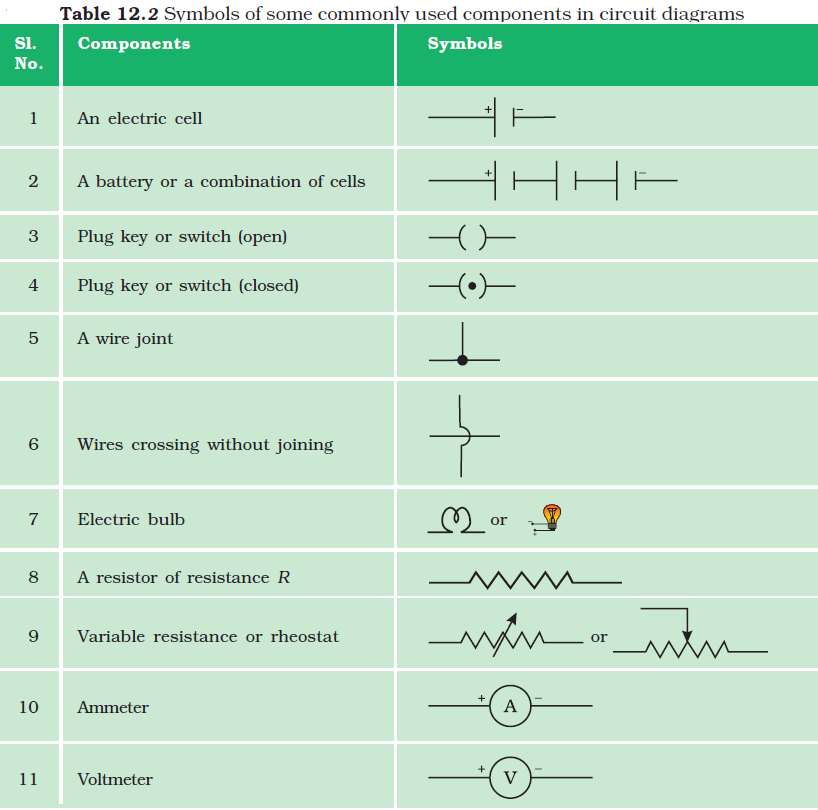 Table 12.2 Symbols of some commonly used components in circuit diagrams
Sl. No. Components Symbols
1 An electric cell + −
2 A battery or a combination of cells + −
3 Plug key or switch (open)
4 Plug key or switch (closed)
5 A wire joint
6 Wires crossing without joining
7 Electric bulb or
8 A resistor of resistance R
9 Variable resistance or rheostat or
10 Ammeter + A −
11 Voltmeter + V −